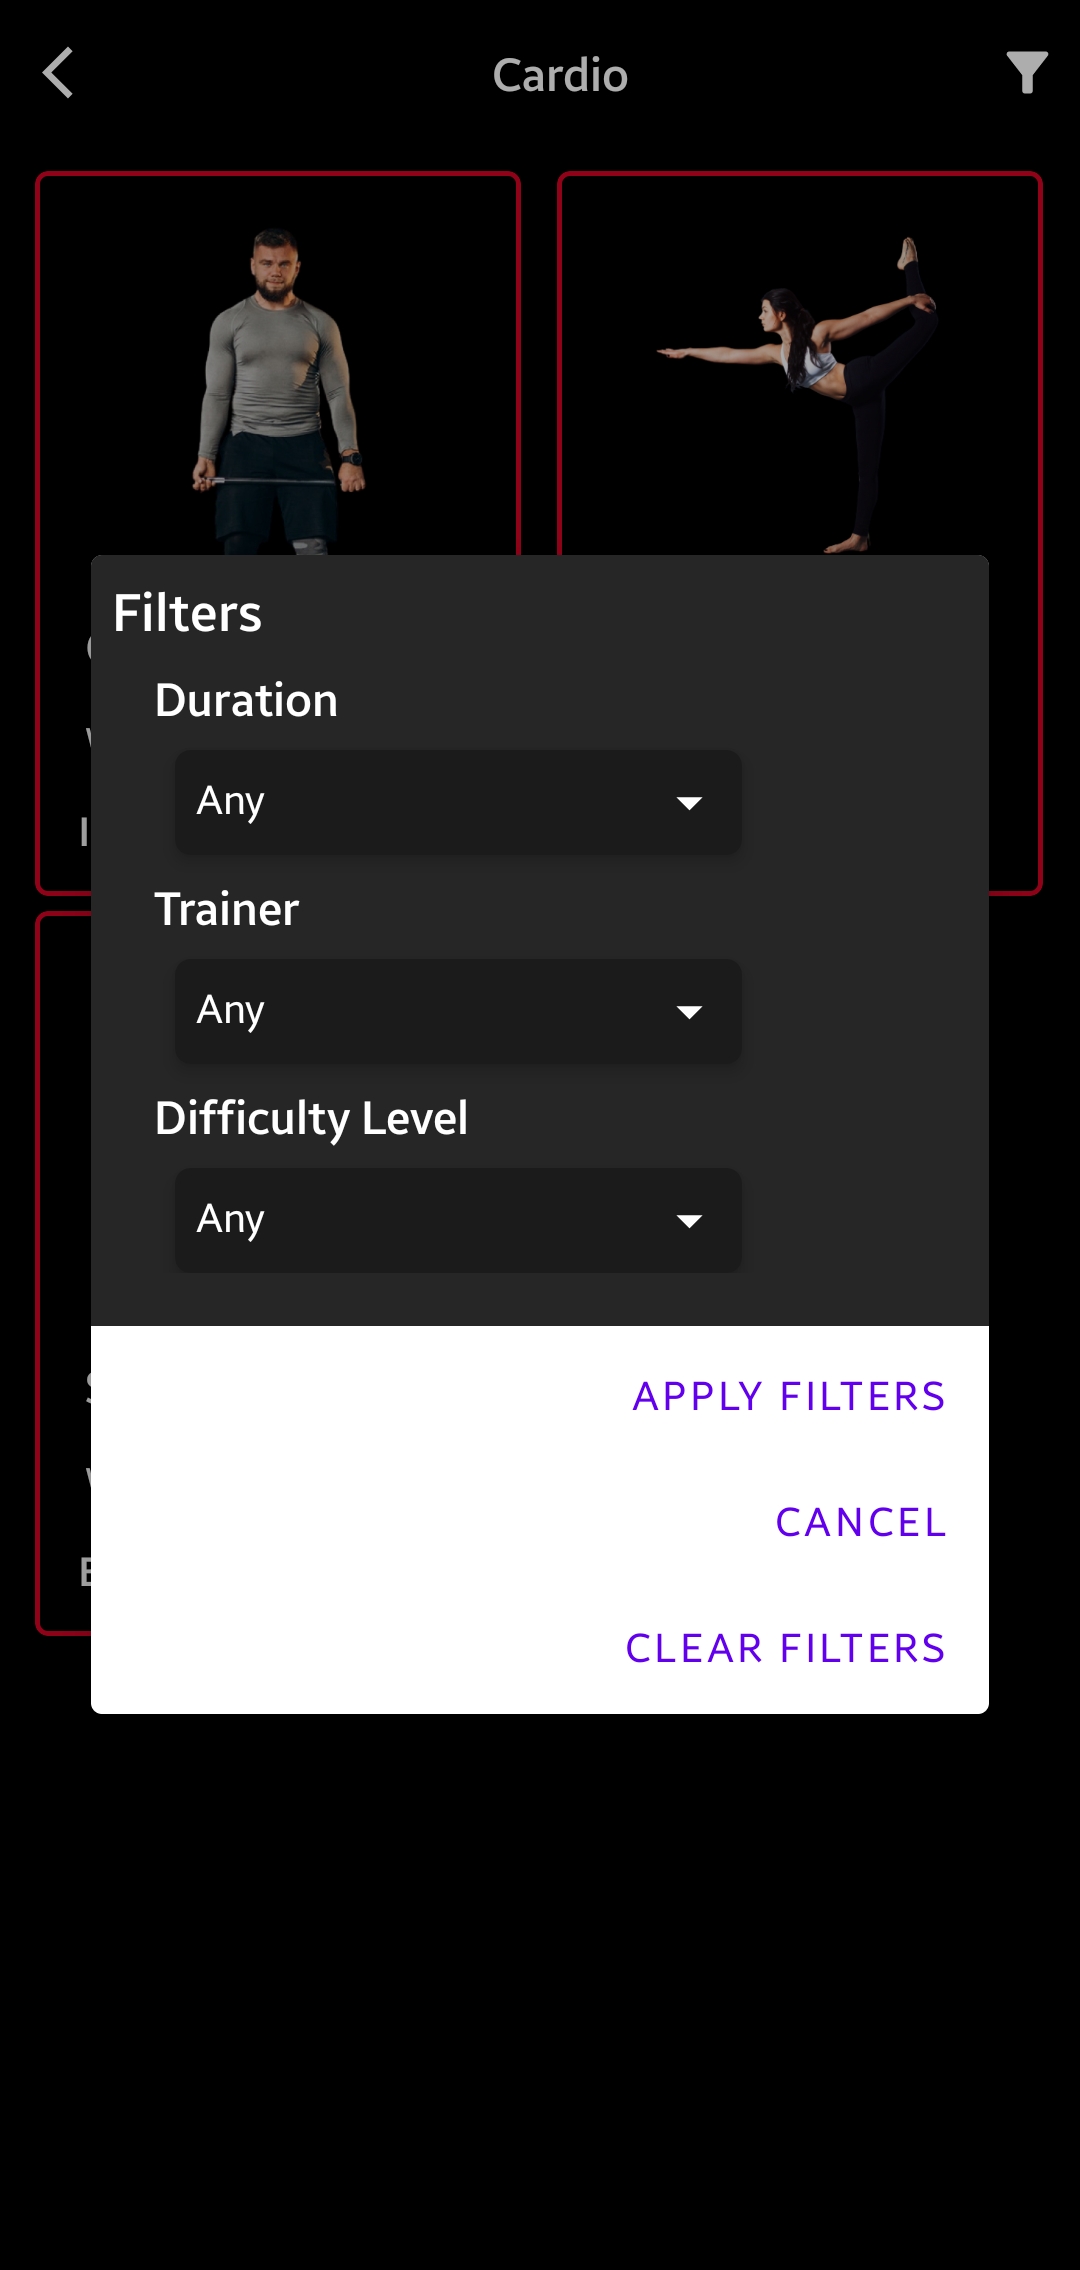 Cardio
Filters
Duration
Any
Trainer
Any
Difficulty Level
Any
APPLY FILTERS
CANCEL
CLEAR FILTERS